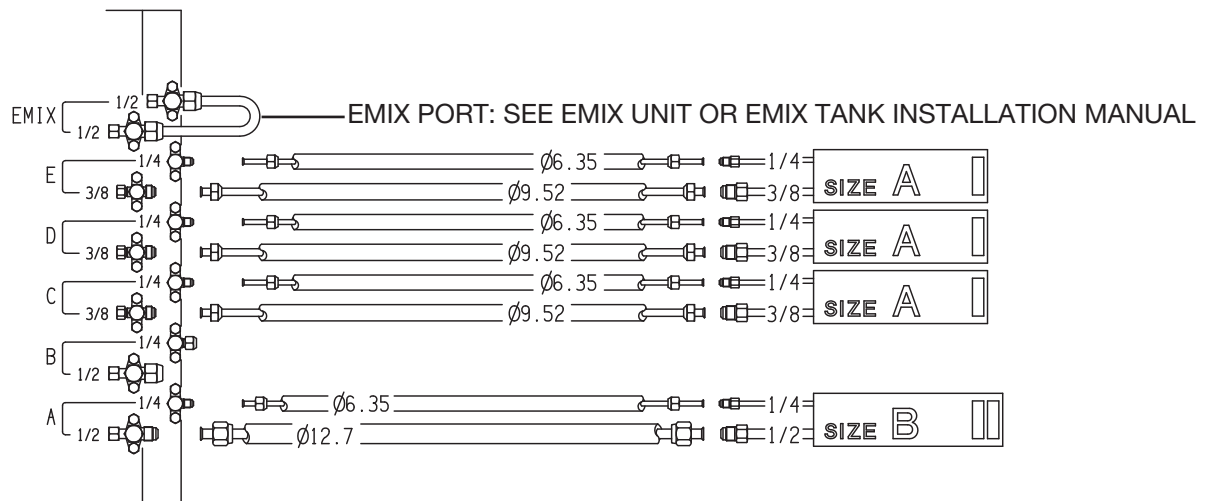 EMIX
1/2
1/2
EMIX PORT: SEE EMIX UNIT OR EMIX TANK INSTALLATION MANUAL
E
1/4
3/8
Ø6.35
1/4
Ø9.52
3/8
SIZE A
D
1/4
3/8
Ø6.35
1/4
Ø9.52
3/8
SIZE A
C
1/4
3/8
Ø6.35
1/4
Ø9.52
3/8
SIZE A
B
1/4
1/2
A
1/4
1/2
Ø6.35
1/4
Ø12.7
1/2
SIZE B